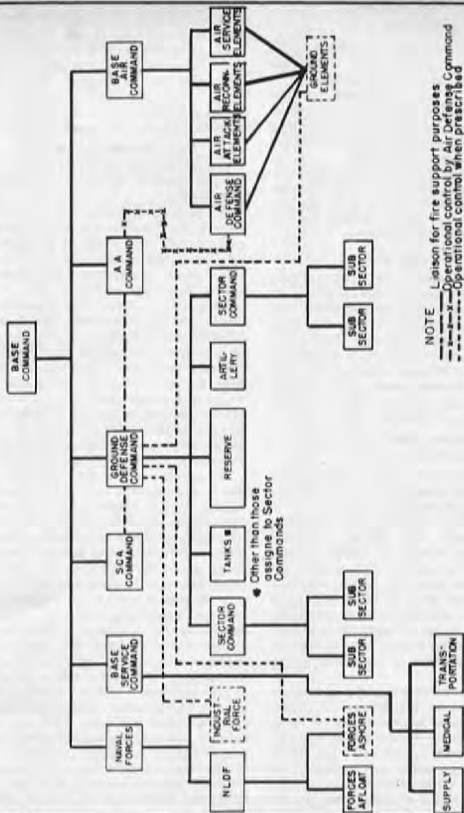 BASE
COMMAND
NAVAL
FORCES
BASE
SERVICE
COMMAND
SCA
COMMAND
GROUND
DEFENSE
COMMAND
A A
COMMAND
BASE
AIR
COMMAND
NLDF
INDUST-
RIAL
FORCE
SECTOR
COMMAND
TANKS
RESERVE
ARTIL-
LERY
SECTOR
COMMAND
AIR
DEFENSE
COMMAND
AIR
ATTACK
ELEMENTS
AIR
RECONN-
ELEMENTS
AIR
SERVICE
ELEMENTS
Other than those
assigne to Sector
Commands
FORCES
AFLOAT
FORCES
ASHORE
SUB
SECTOR
SUB
SECTOR
SUB
SECTOR
SUB
SECTOR
GROUND
ELEMENTS
SUPPLY
MEDICAL
TRANS-
PORTATION
NOTE
Liaison for fire support purposes
Operational control by Air Defense Command
Operational control when prescribed